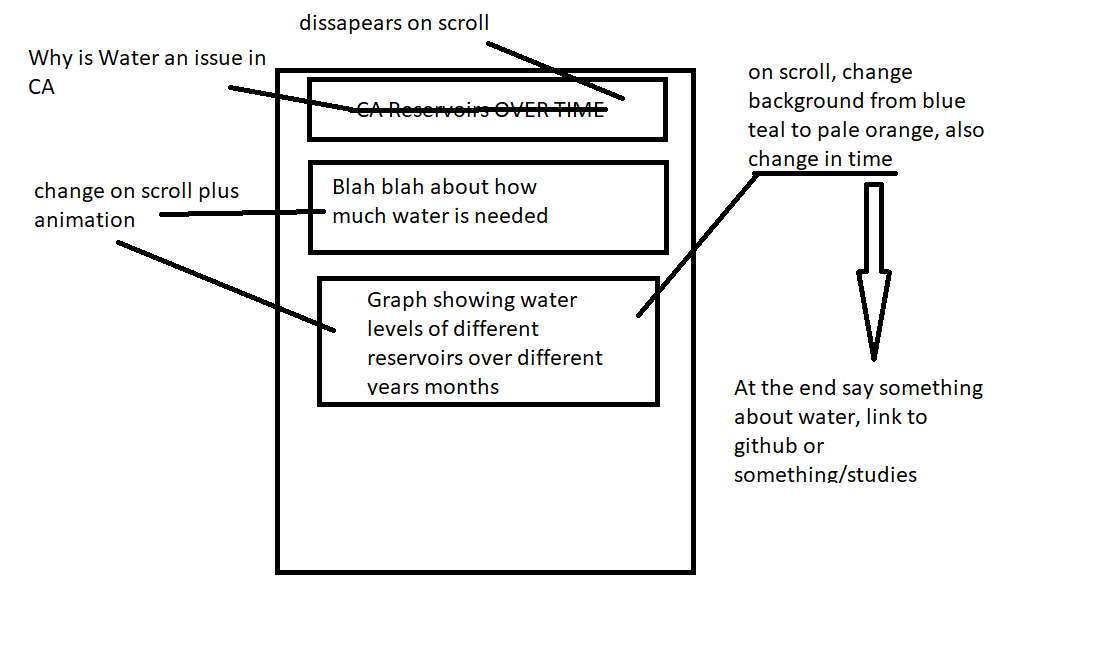 dissapears on scroll
Why is Water an issue in
CA
CA Reservoirs OVER TIME
on scroll, change
background from blue
teal to pale orange, also
change in time
change on scroll plus
animation
Blah blah about how
much water is needed
Graph showing water
levels of different
reservoirs over different
years months
At the end say something
about water, link to
github or
something/studies